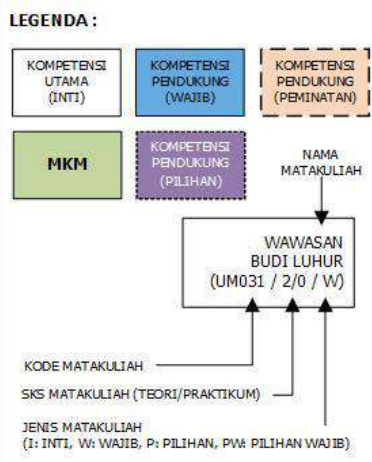 LEGENDA :
KOMPETENSI
UTAMA
(INTI)
KOMPETENSI
PENDUKUNG
(WAJIB)
KOMPETENSI
PENDUKUNG
(PEMINATAN)
MKM
KOMPETENSI
PENDUKUNG
(PILIHAN)
NAMA
MATAKULIAH
WAWASAN
BUDI LUHUR
(UM031 / 2/0 / W)
KODE MATAKULIAH
SKS MATAKULIAH (TEORI/PRAKTIKUM)
JENIS MATAKULIAH
(I: INTI, W: WAJIB, P: PILIHAN, PW: PILIHAN WAJIB)